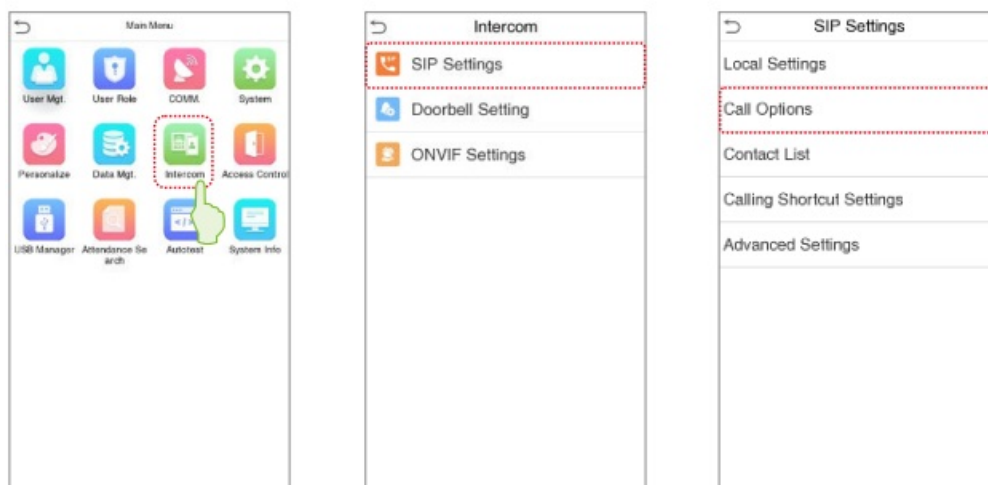 Main Menu
User Mgt.
User Role
COMM.
System
Personalize
Data Mgt.
Intercom
Access Control
USB Manager
Attendance Se
arch
Autotest
System Info
Intercom
SIP Settings
Doorbell Setting
ONVIF Settings
SIP Settings
Local Settings
Call Options
Contact List
Calling Shortcut Settings
Advanced Settings